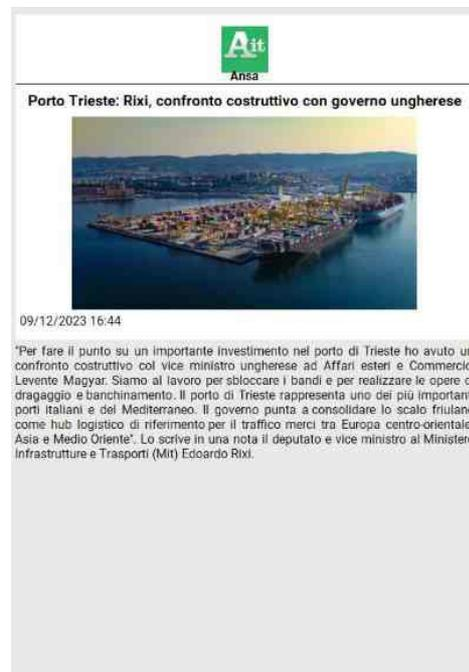 Ait
Ansa
Porto Trieste: Rixi, confronto costruttivo con governo ungherese
09/12/2023 16:44
"Per fare il punto su un importante investimento nel porto di Trieste ho avuto un
confronto costruttivo col vice ministro ungherese ad Affari esteri e Commercio
Levente Magyar. Siamo al lavoro per sbloccare i bandi e per realizzare le opere d
dragaggio e banchinamento. Il porto di Trieste rappresenta uno dei più important
porti italiani e del Mediterraneo. Il governo punta a consolidare lo scalo friulano
come hub logistico di riferimento per il traffico merci tra Europa centro-orientale
Asia e Medio Oriente". Lo scrive in una nota il deputato e vice ministro al Ministero
Infrastrutture e Trasporti (Mit) Edoardo Rixi.